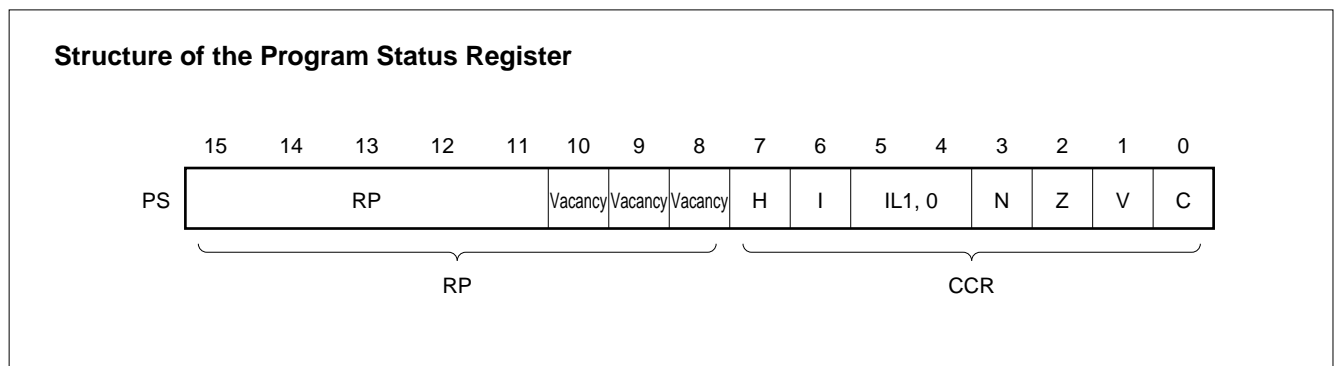 Structure of the Program Status Register
15 14 13 12 11 10 9 8 7 6 5 4 3 2 1 0
PS RP Vacancy Vacancy Vacancy H I IL1, 0 N Z V C
RP CCR